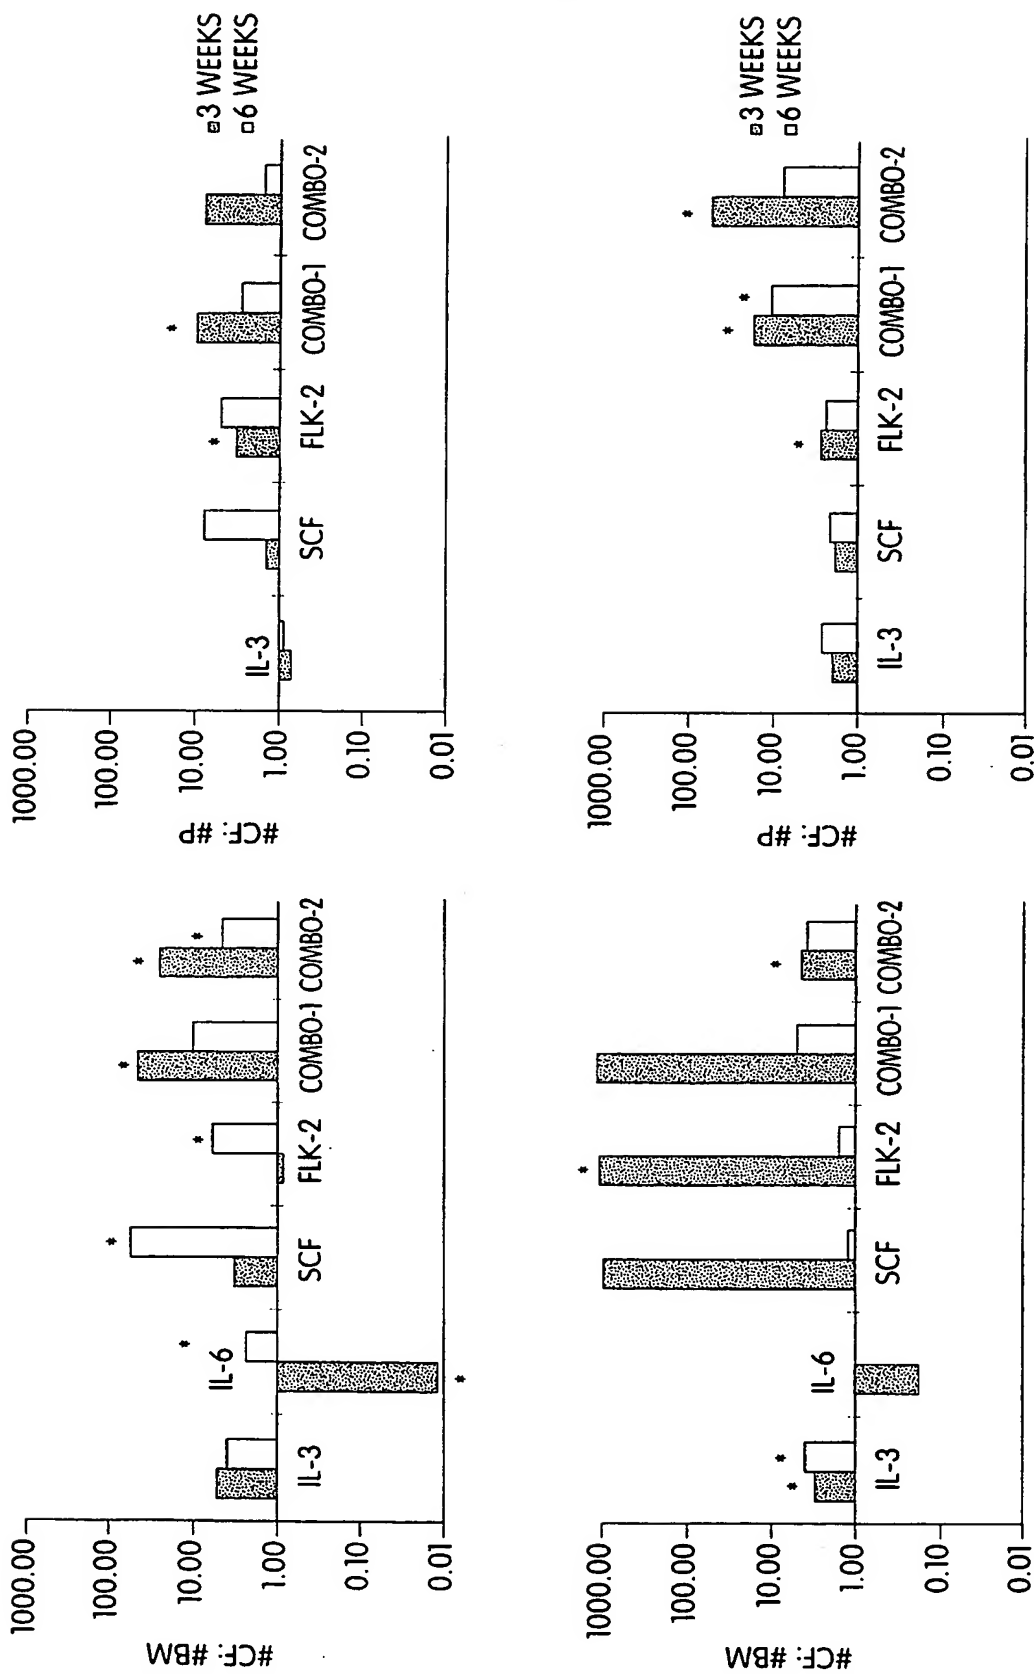 1000.00
100.00
10.00
1.00
0.10
0.01
#CF: #BM
IL-3
IL-6
SCF
FLK-2
COMBO-1
COMBO-2
1000.00
100.00
10.00
1.00
0.10
0.01
#CF: #P
IL-3
SCF
FLK-2
COMBO-1
COMBO-2
3 WEEKS
6 WEEKS
1000.00
100.00
10.00
1.00
0.10
0.01
#CF: #BM
IL-3
IL-6
SCF
FLK-2
COMBO-1
COMBO-2
1000.00
100.00
10.00
1.00
0.10
0.01
#CF: #P
IL-3
SCF
FLK-2
COMBO-1
COMBO-2
3 WEEKS
6 WEEKS